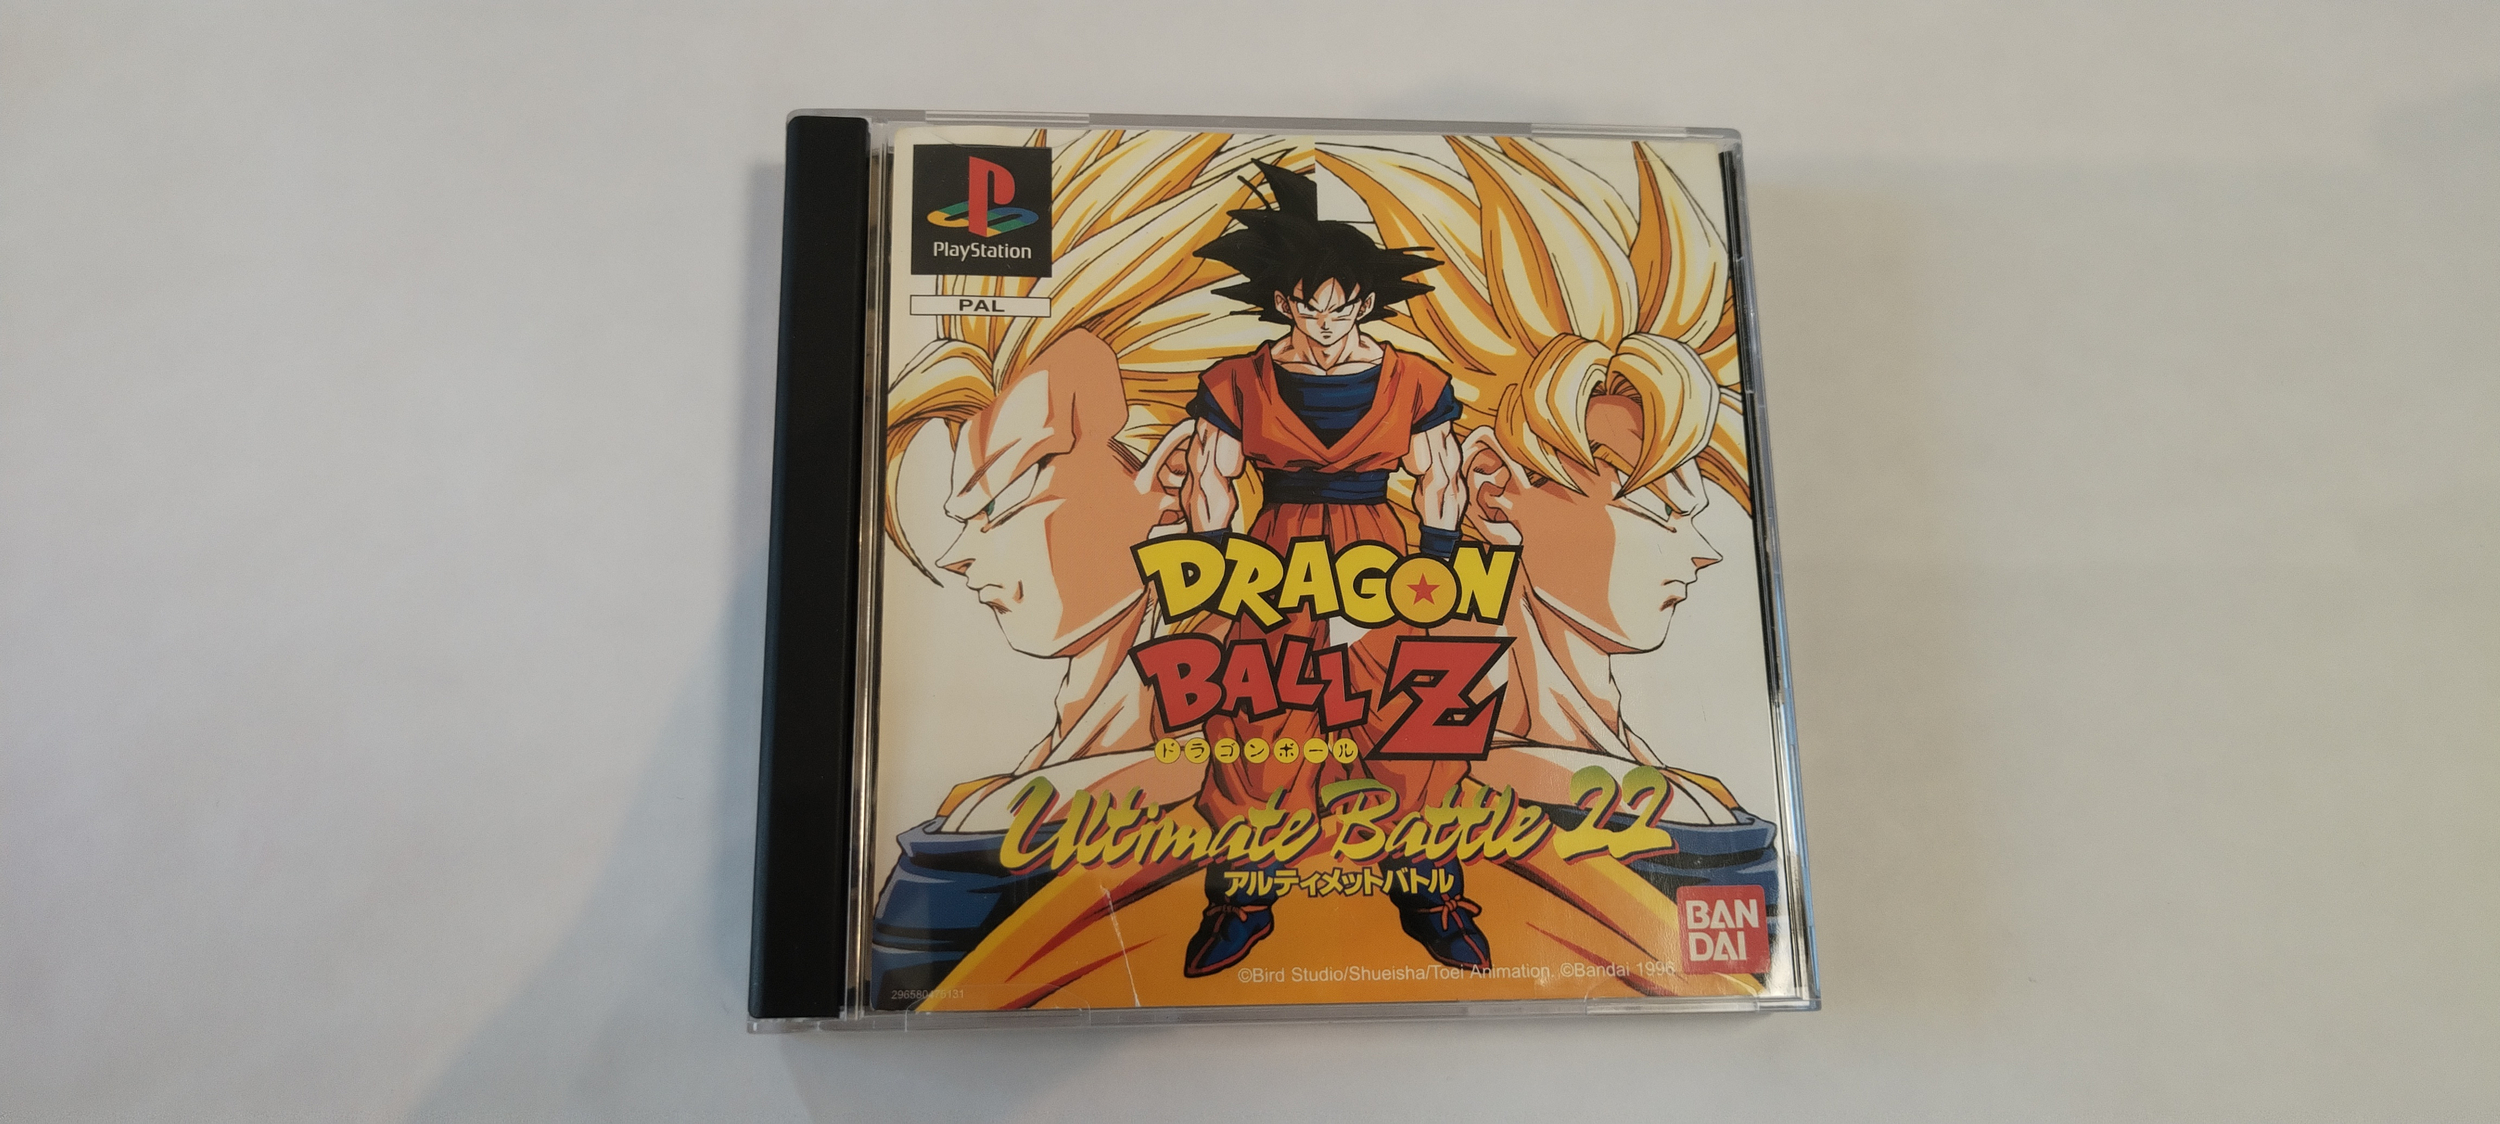 PlayStation
PAL
DRAGON
BALL Z
ドラゴンボール
Ultimate Battle 22
アルティメットバトル
BAN
DAI
©Bird Studio/Shueisha/Toei Animation. ©Bandai 1996